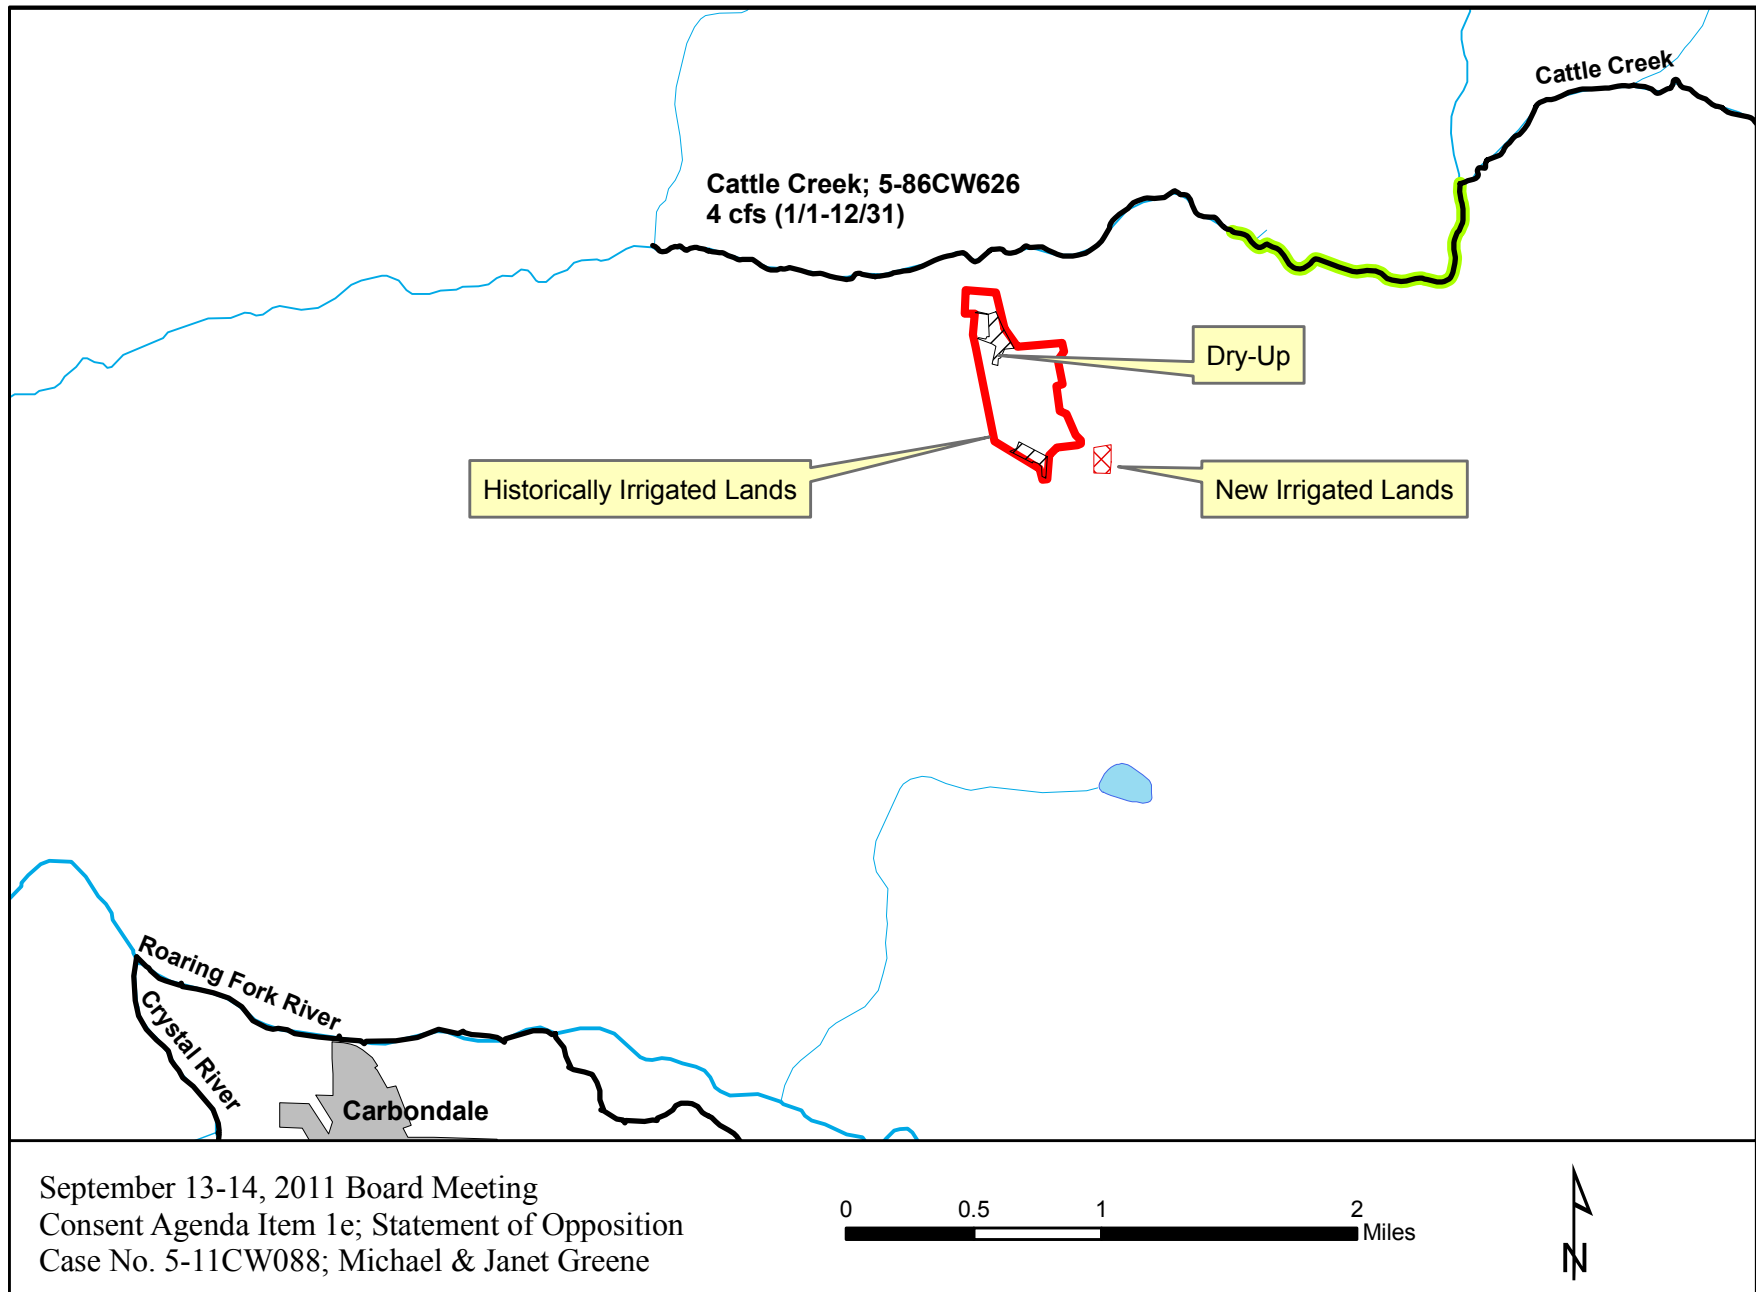 Cattle Creek
Cattle Creek; 5-86CW626
4 cfs (1/1-12/31)
Dry-Up
Historically Irrigated Lands
New Irrigated Lands
Roaring Fork River
Crystal River
Carbondale
September 13-14, 2011 Board Meeting
Consent Agenda Item 1e; Statement of Opposition
Case No. 5-11CW088; Michael & Janet Greene
0 0.5 1 2
Miles
N